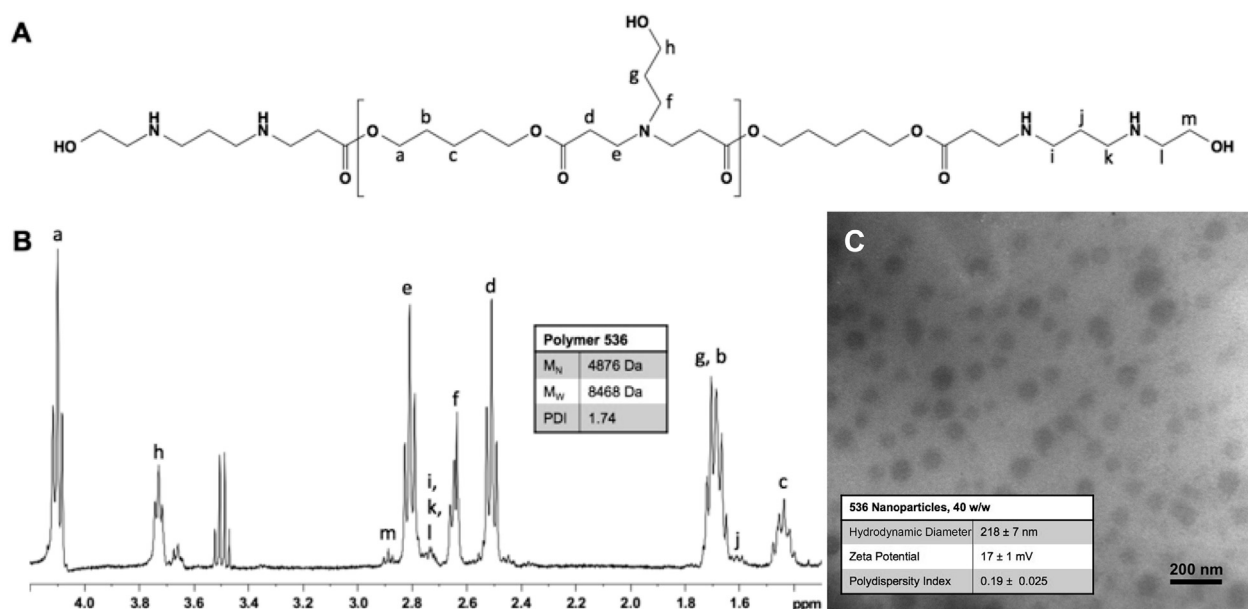 A
HO
h
g
f
H
N
H
N
b
d
j
m
HO
O
O
N
O
O
H
N
H
N
a
c
e
i
k
l
OH
O
O
O
O
B
a
h
m
e
i,
k,
l
f
d
g, b
j
c
Polymer 536
MN 4876 Da
MW 8468 Da
PDI 1.74
4.0 3.8 3.6 3.4 3.2 3.0 2.8 2.6 2.4 2.2 2.0 1.8 1.6 ppm
C
536 Nanoparticles, 40 w/w
Hydrodynamic Diameter 218 ± 7 nm
Zeta Potential 17 ± 1 mV
Polydispersity Index 0.19 ± 0.025
200 nm